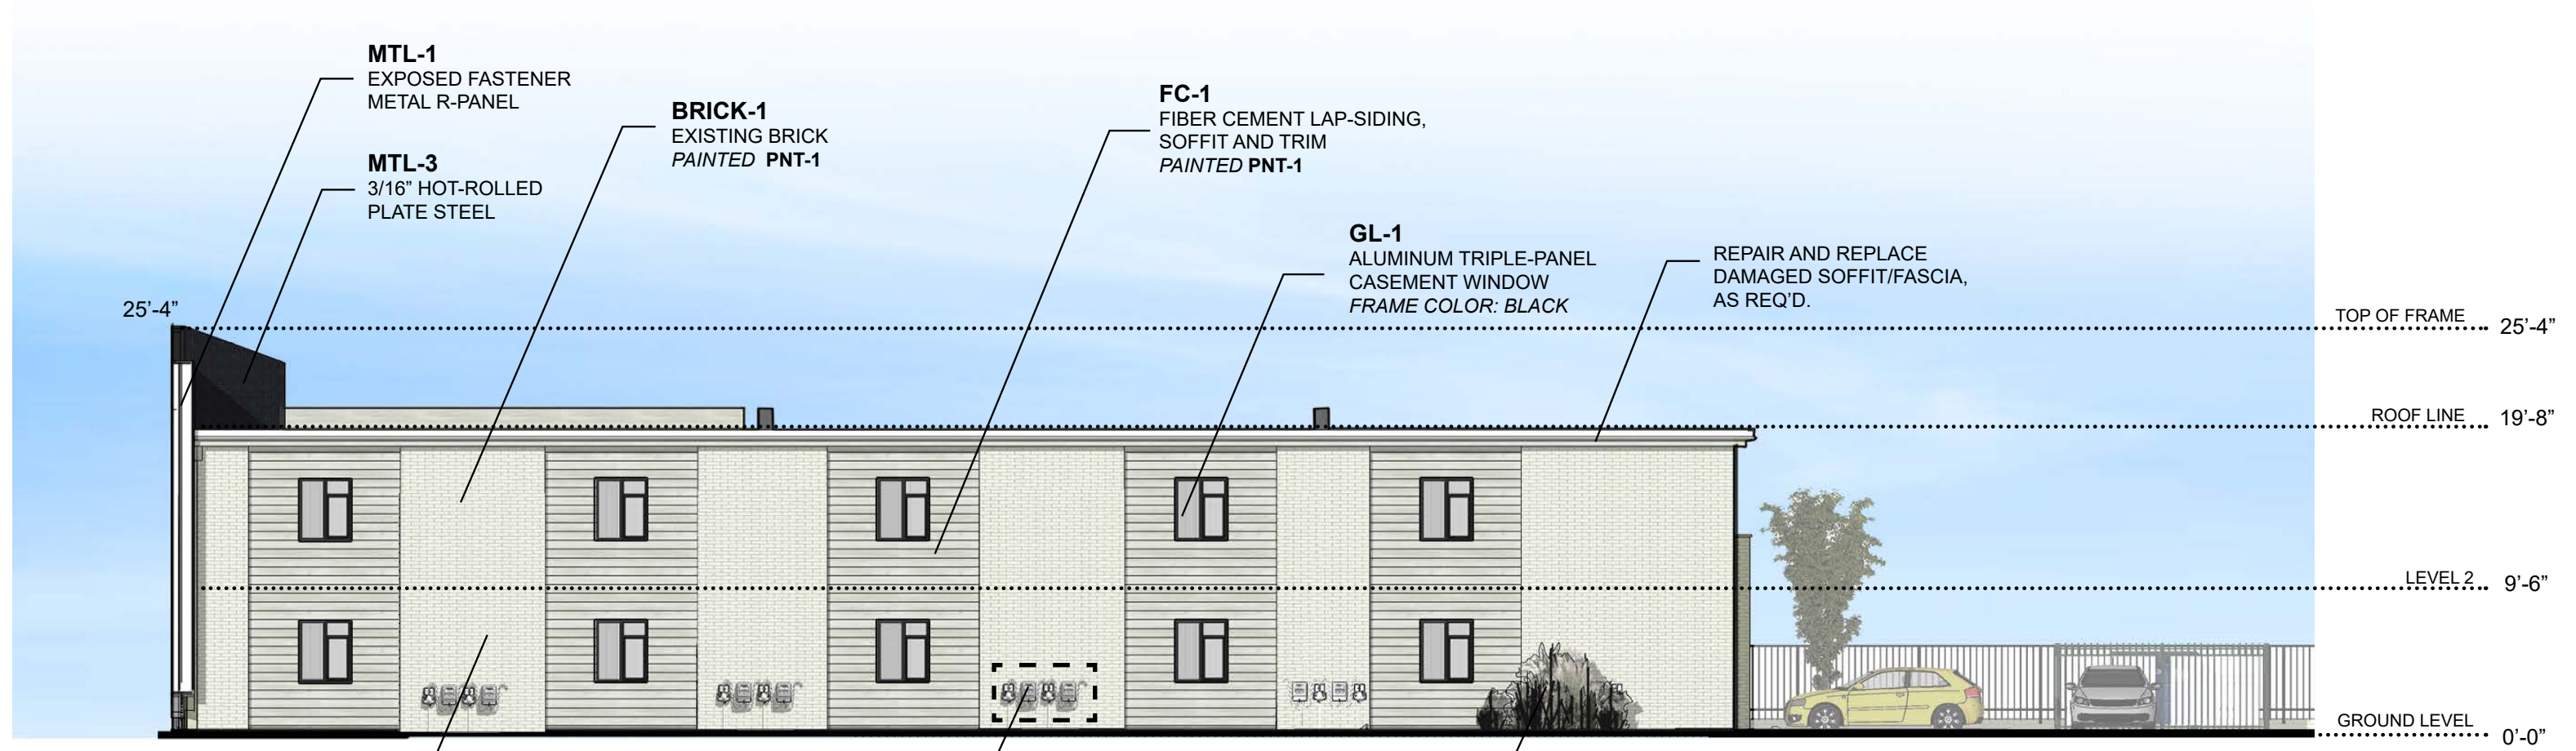 MTL-1
EXPOSED FASTENER
METAL R-PANEL
MTL-3
3/16” HOT-ROLLED
PLATE STEEL
BRICK-1
EXISTING BRICK
PAINTED PNT-1
FC-1
FIBER CEMENT LAP-SIDING,
SOFFIT AND TRIM
PAINTED PNT-1
GL-1
ALUMINUM TRIPLE-PANEL
CASEMENT WINDOW
FRAME COLOR: BLACK
REPAIR AND REPLACE
DAMAGED SOFFIT/FASCIA,
AS REQ’D.
25’-4”
TOP OF FRAME 25’-4”
ROOF LINE 19’-8”
LEVEL 2 9’-6”
GROUND LEVEL 0’-0”